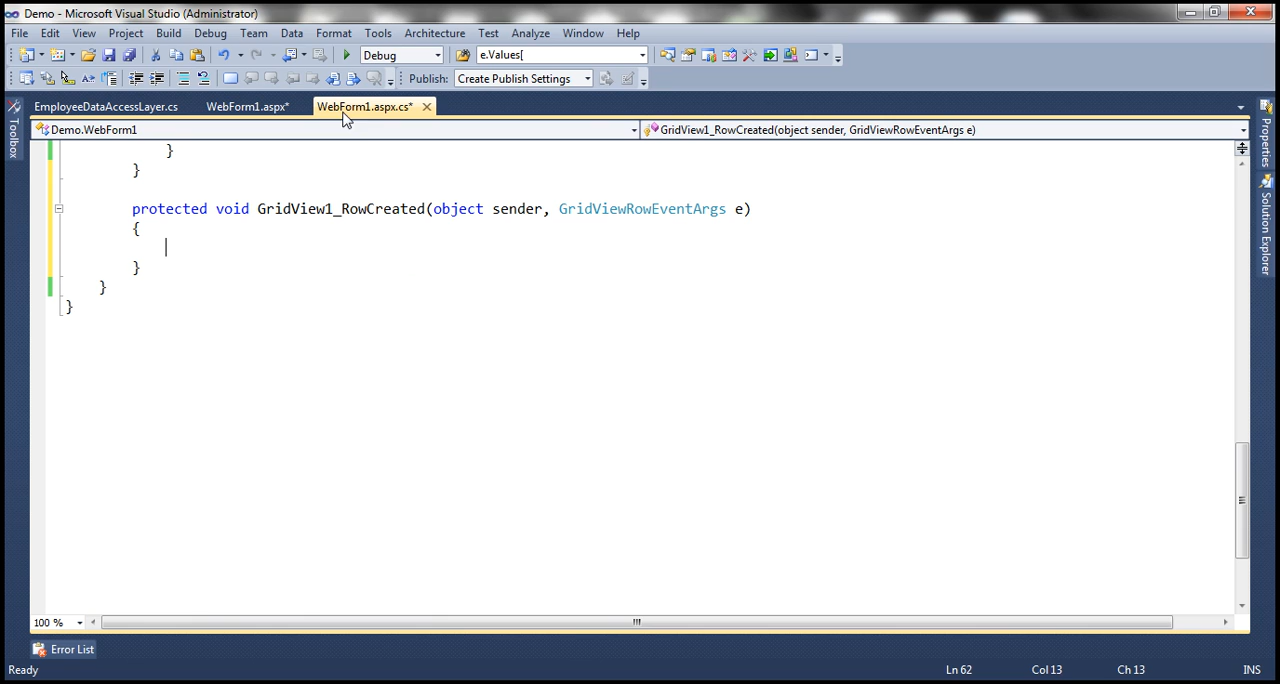 Demo - Microsoft Visual Studio (Administrator)
File Edit View Project Build Debug Team Data Format Tools Architecture Test Analyze Window Help
Debug e.Values[
Publish: Create Publish Settings
EmployeeDataAccessLayer.cs WebForm1.aspx* WebForm1.aspx.cs*
Demo.WebForm1 GridView1_RowCreated(object sender, GridViewRowEventArgs e)
Toolbox
Properties
Solution Explorer
}
}
protected void GridView1_RowCreated(object sender, GridViewRowEventArgs e)
{
}
}
}
100 %
Error List
Ready Ln 62 Col 13 Ch 13 INS